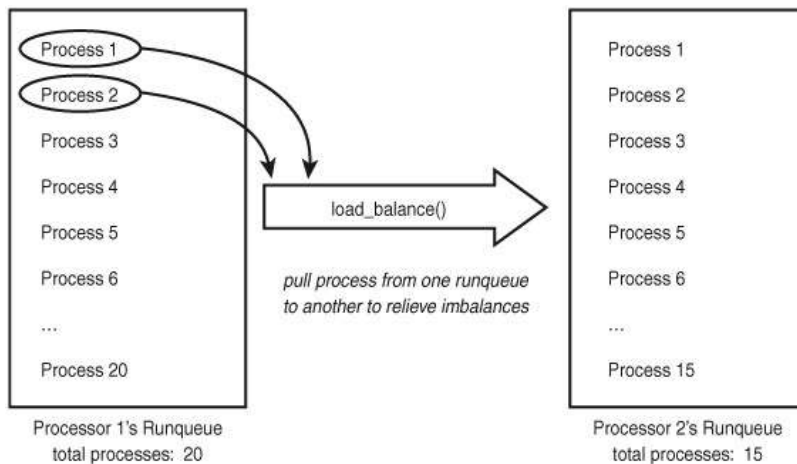 Process 1
Process 2
Process 3
Process 4
Process 5
Process 6
...
Process 20
Processor 1's Runqueue
total processes: 20
load_balance()
pull process from one runqueue
to another to relieve imbalances
Process 1
Process 2
Process 3
Process 4
Process 5
Process 6
...
Process 15
Processor 2's Runqueue
total processes: 15